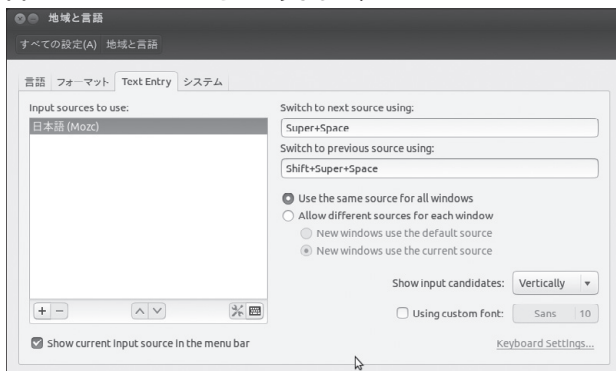 地域と言語
すべての設定(A) 地域と言語
言語 フォーマット Text Entry システム
Input sources to use:
日本語 (Mozc)
Switch to next source using:
Super+Space
Switch to previous source using:
Shift+Super+Space
Use the same source for all windows
Allow different sources for each window
New windows use the default source
New windows use the current source
Show input candidates: Vertically
Using custom font: Sans 10
Show current input source in the menu bar
Keyboard Settings...